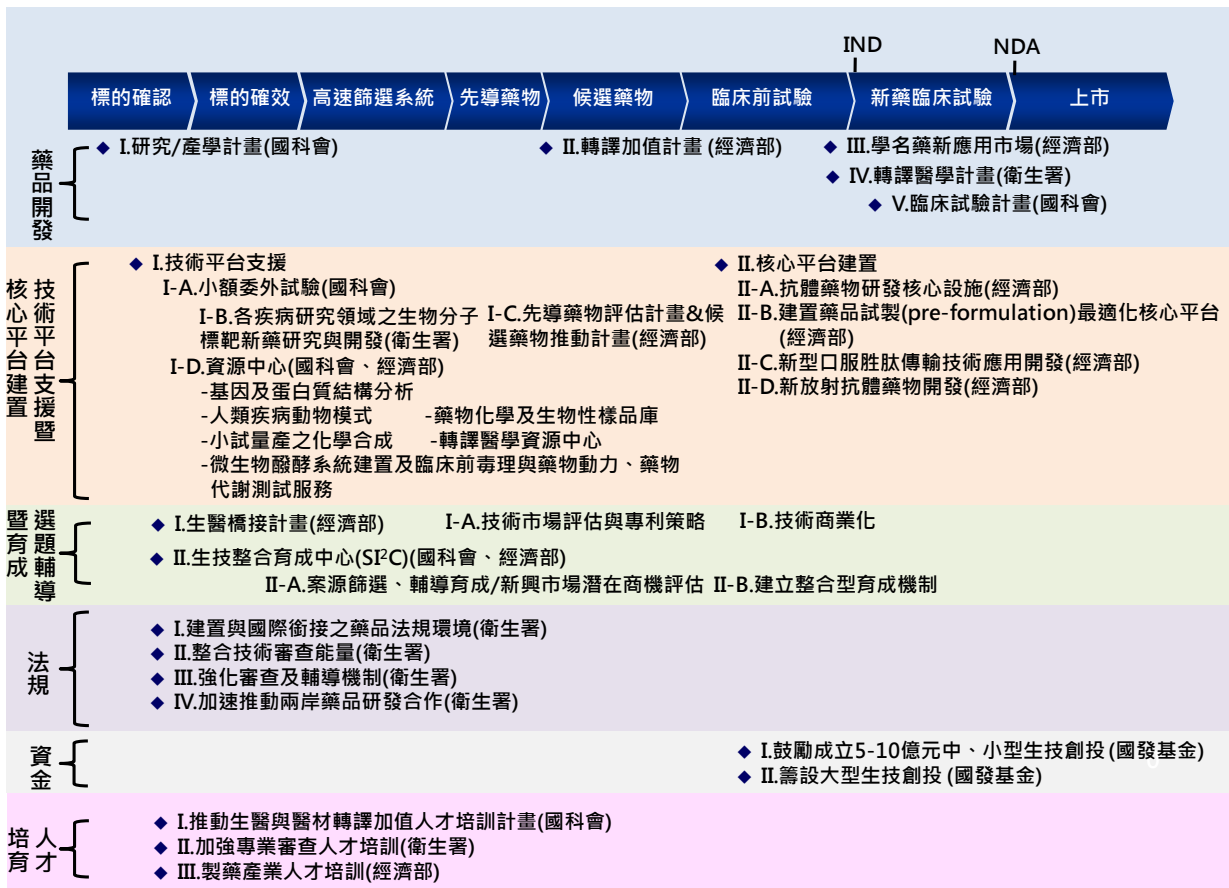 IND
NDA
標的確認
標的確效
高速篩選系統
先導藥物
候選藥物
臨床前試驗
新藥臨床試驗
上市
藥品開發
◆ I.研究/產學計畫(國科會)
◆ II.轉譯加值計畫 (經濟部)
◆ III.學名藥新應用市場(經濟部)
◆ IV.轉譯醫學計畫(衛生署)
◆ V.臨床試驗計畫(國科會)
技術平台支援暨
核心平台建置
◆ I.技術平台支援
I-A.小額委外試驗(國科會)
I-B.各疾病研究領域之生物分子
標靶新藥研究與開發(衛生署)
I-C.先導藥物評估計畫&候
選藥物推動計畫(經濟部)
I-D.資源中心(國科會、經濟部)
-基因及蛋白質結構分析
-人類疾病動物模式
-藥物化學及生物性樣品庫
-小試量產之化學合成
-轉譯醫學資源中心
-微生物醱酵系統建置及臨床前毒理與藥物動力、藥物
代謝測試服務
◆ II.核心平台建置
II-A.抗體藥物研發核心設施(經濟部)
II-B.建置藥品試製(pre-formulation)最適化核心平台
(經濟部)
II-C.新型口服胜肽傳輸技術應用開發(經濟部)
II-D.新放射抗體藥物開發(經濟部)
選題輔導
暨育成
◆ I.生醫橋接計畫(經濟部)
I-A.技術市場評估與專利策略
I-B.技術商業化
◆ II.生技整合育成中心(SI²C)(國科會、經濟部)
II-A.案源篩選、輔導育成/新興市場潛在商機評估
II-B.建立整合型育成機制
法規
◆ I.建置與國際銜接之藥品法規環境(衛生署)
◆ II.整合技術審查能量(衛生署)
◆ III.強化審查及輔導機制(衛生署)
◆ IV.加速推動兩岸藥品研發合作(衛生署)
資金
◆ I.鼓勵成立5-10億元中、小型生技創投 (國發基金)
◆ II.籌設大型生技創投 (國發基金)
人才
培育
◆ I.推動生醫與醫材轉譯加值人才培訓計畫(國科會)
◆ II.加強專業審查人才培訓(衛生署)
◆ III.製藥產業人才培訓(經濟部)